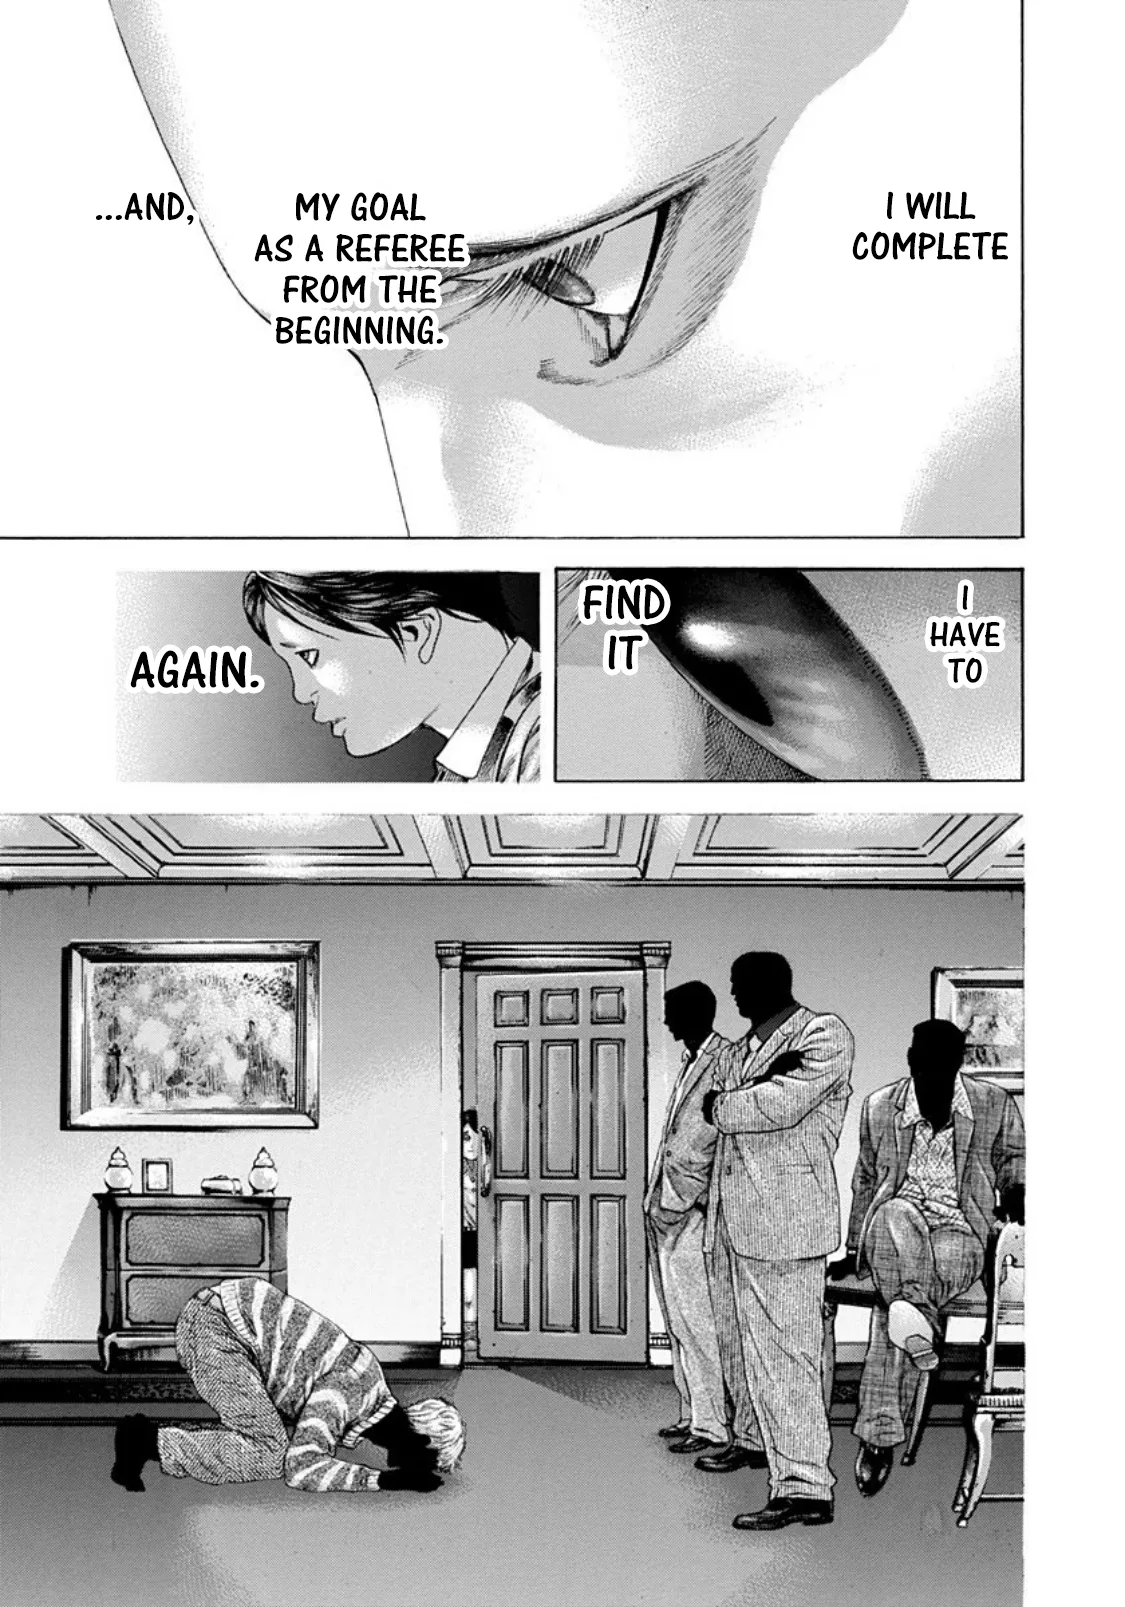 I WILL
COMPLETE
MY GOAL
AS A REFEREE
FROM THE
BEGINNING.
...AND,
I
HAVE
TO
FIND
IT
AGAIN.